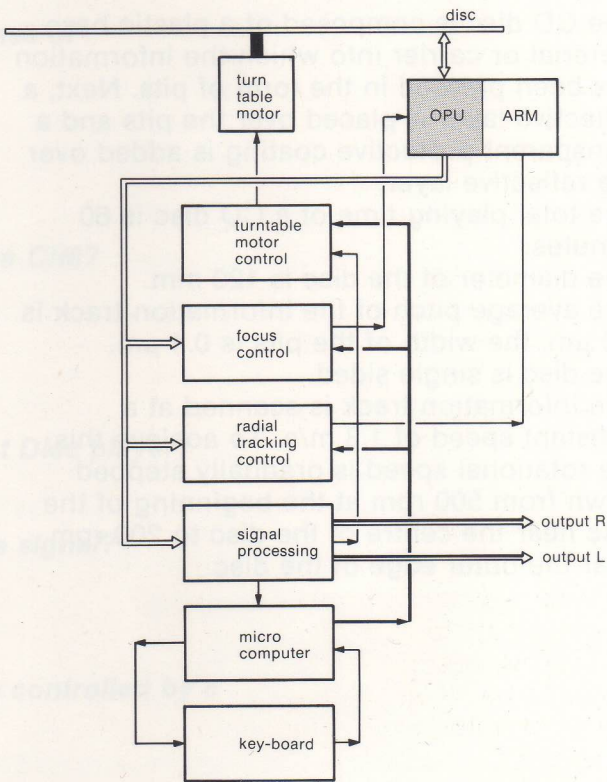 disc
turn
table
motor
OPU
ARM
turntable
motor
control
focus
control
radial
tracking
control
signal
processing
output R
output L
micro
computer
key-board